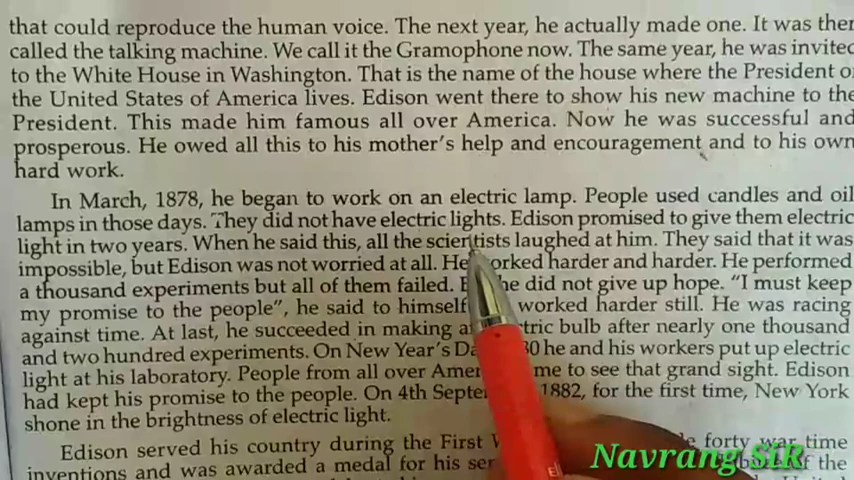 that could reproduce the human voice. The next year, he actually made one. It was then
called the talking machine. We call it the Gramophone now. The same year, he was invited
to the White House in Washington. That is the name of the house where the President o
the United States of America lives. Edison went there to show his new machine to the
President. This made him famous all over America. Now he was successful and
prosperous. He owed all this to his mother's help and encouragement and to his own
hard work.
In March, 1878, he began to work on an electric lamp. People used candles and oil
lamps in those days. They did not have electric lights. Edison promised to give them electric
light in two years. When he said this, all the scientists laughed at him. They said that it was
impossible, but Edison was not worried at all. He worked harder and harder. He performed
a thousand experiments but all of them failed. he did not give up hope. "I must keep
my promise to the people", he said to himself worked harder still. He was racing
against time. At last, he succeeded in making a tric bulb after nearly one thousand
and two hundred experiments. On New Year's Da 80 he and his workers put up electric
light at his laboratory. People from all over Amer me to see that grand sight. Edison
had kept his promise to the people. On 4th Septe 1882, for the first time, New York
shone in the brightness of electric light.
Edison served his country during the First W forty war time
inventions and was awarded a medal for his ser of the
Navrang SiR